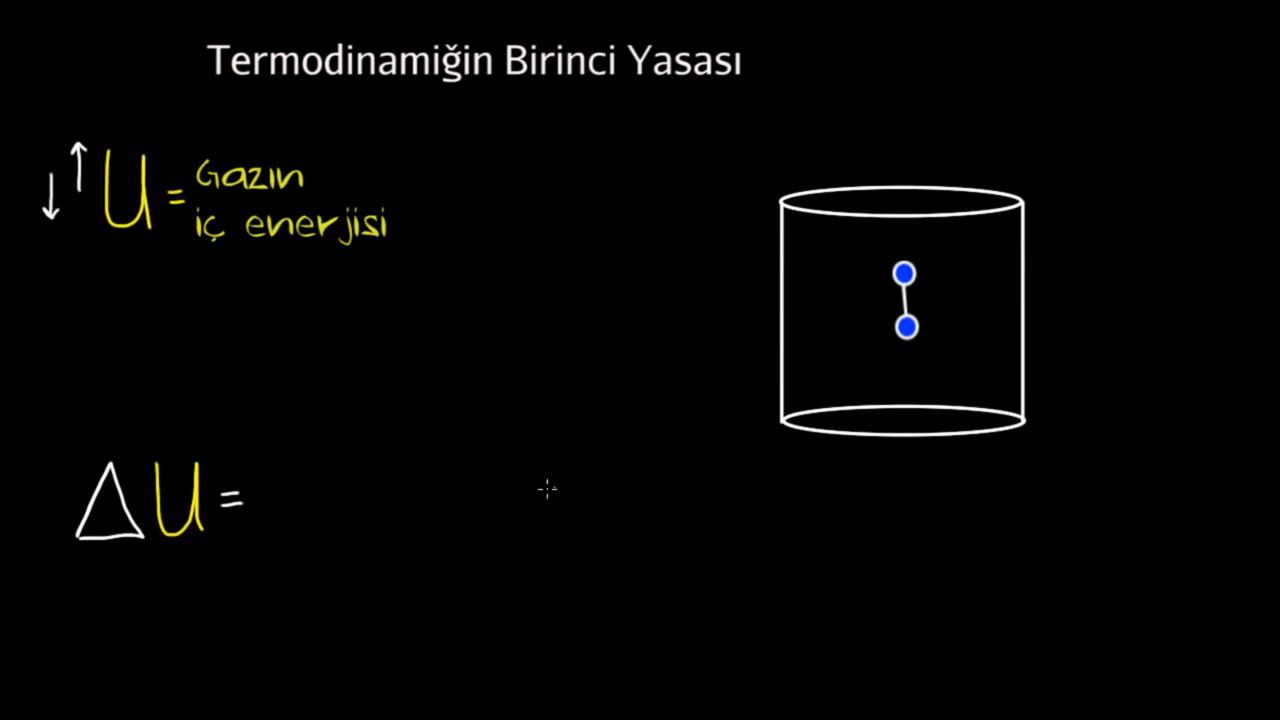 Termodinamiğin Birinci Yasası
↓↑ U = Gazın
iç enerjisi
ΔU =